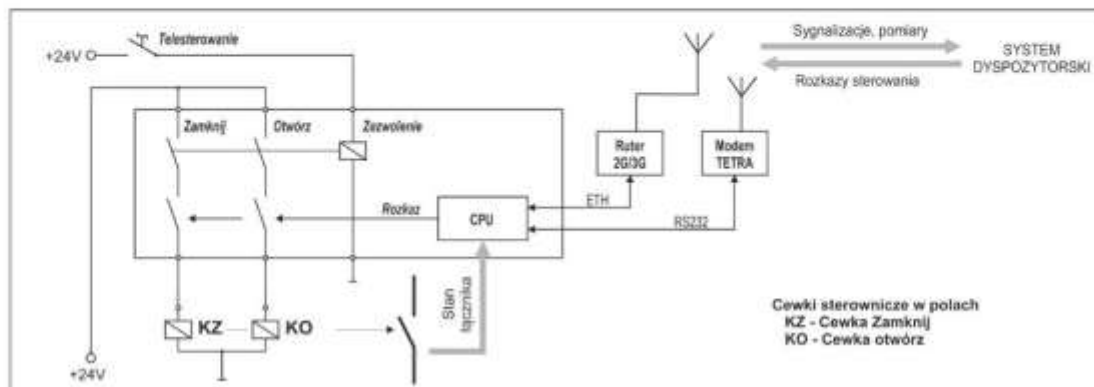 Telesterowanie
+24V
Zamknij
Otwórz
Zezwolenie
Rozkaz
CPU
ETH
RS232
Ruter
2G/3G
Modem
TETRA
Sygnalizacje, pomiary
Rozkazy sterowania
SYSTEM
DYSPOZYTORSKI
KZ
KO
Stan
łącznika
+24V
Cewki sterownicze w polach
KZ - Cewka Zamknij
KO - Cewka otwórz